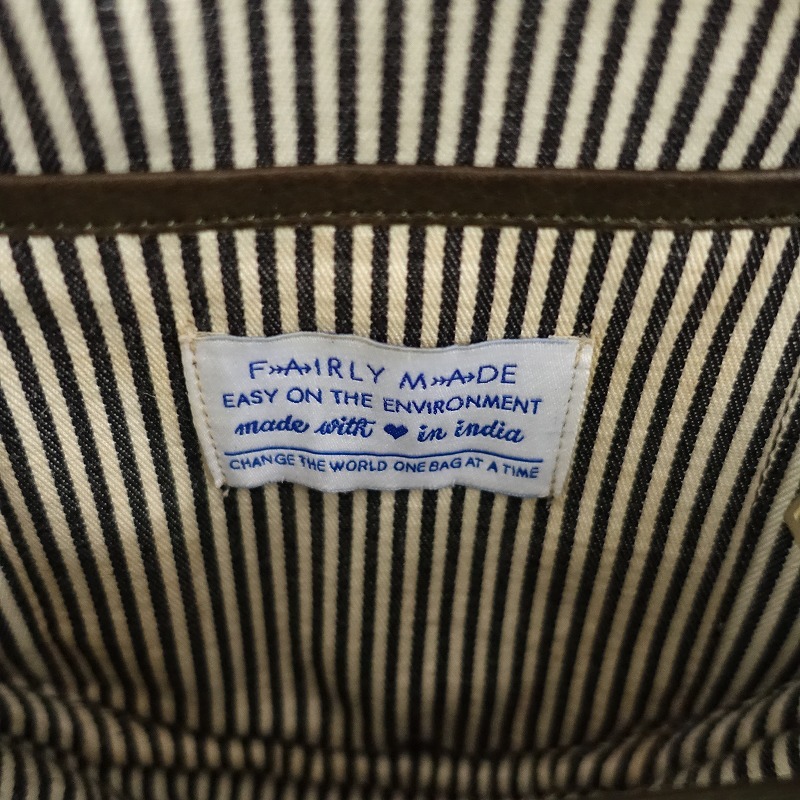 F»A›IRLY M»A›DE
EASY ON THE ENVIRONMENT
made with ❤ in india
CHANGE THE WORLD ONE BAG AT A TIME